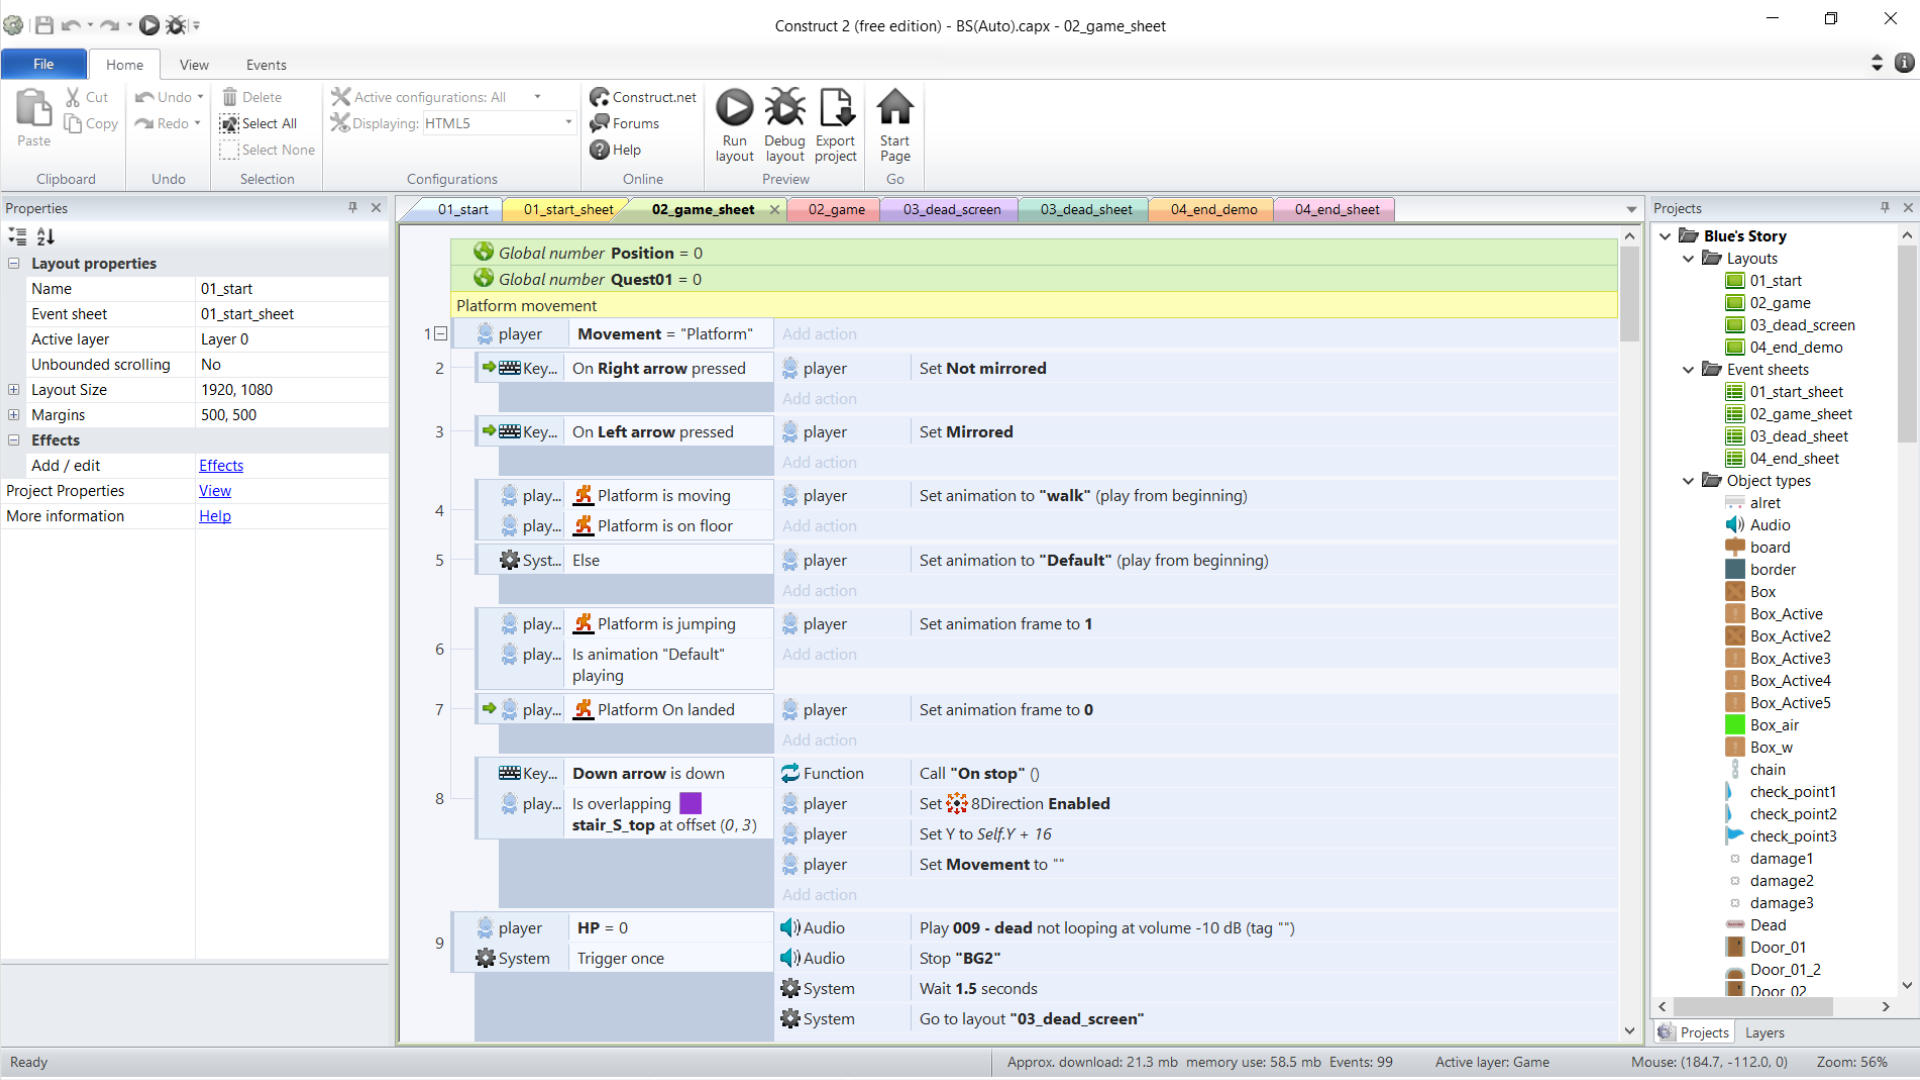 Construct 2 (free edition) - BS(Auto).capx - 02_game_sheet
File Home View Events
Paste Cut Copy Clipboard
Undo Redo Undo
Delete Select All Select None Selection
Active configurations: All
Displaying: HTML5
Configurations
Construct.net Forums Help Online
Run layout Debug layout Export project Preview
Start Page Go
Properties
Layout properties
Name 01_start
Event sheet 01_start_sheet
Active layer Layer 0
Unbounded scrolling No
Layout Size 1920, 1080
Margins 500, 500
Effects
Add / edit Effects
Project Properties View
More information Help
01_start 01_start_sheet 02_game_sheet 02_game 03_dead_screen 03_dead_sheet 04_end_demo 04_end_sheet
Global number Position = 0
Global number Quest01 = 0
Platform movement
1 player Movement = "Platform" Add action
2 Key... On Right arrow pressed player Set Not mirrored
Add action
3 Key... On Left arrow pressed player Set Mirrored
Add action
4 play... Platform is moving player Set animation to "walk" (play from beginning)
play... Platform is on floor Add action
5 Syst... Else player Set animation to "Default" (play from beginning)
Add action
6 play... Platform is jumping player Set animation frame to 1
play... Is animation "Default" playing Add action
7 play... Platform On landed player Set animation frame to 0
Add action
8 Key... Down arrow is down Function Call "On stop" ()
play... Is overlapping stair_S_top at offset (0, 3) player Set 8Direction Enabled
player Set Y to Self.Y + 16
player Set Movement to ""
Add action
9 player HP = 0 Audio Play 009 - dead not looping at volume -10 dB (tag "")
System Trigger once Audio Stop "BG2"
System Wait 1.5 seconds
System Go to layout "03_dead_screen"
Projects
Blue's Story
Layouts
01_start
02_game
03_dead_screen
04_end_demo
Event sheets
01_start_sheet
02_game_sheet
03_dead_sheet
04_end_sheet
Object types
alret
Audio
board
border
Box
Box_Active
Box_Active2
Box_Active3
Box_Active4
Box_Active5
Box_air
Box_w
chain
check_point1
check_point2
check_point3
damage1
damage2
damage3
Dead
Door_01
Door_01_2
Door_02
Projects Layers
Ready Approx. download: 21.3 mb memory use: 58.5 mb Events: 99 Active layer: Game Mouse: (184.7, -112.0, 0) Zoom: 56%